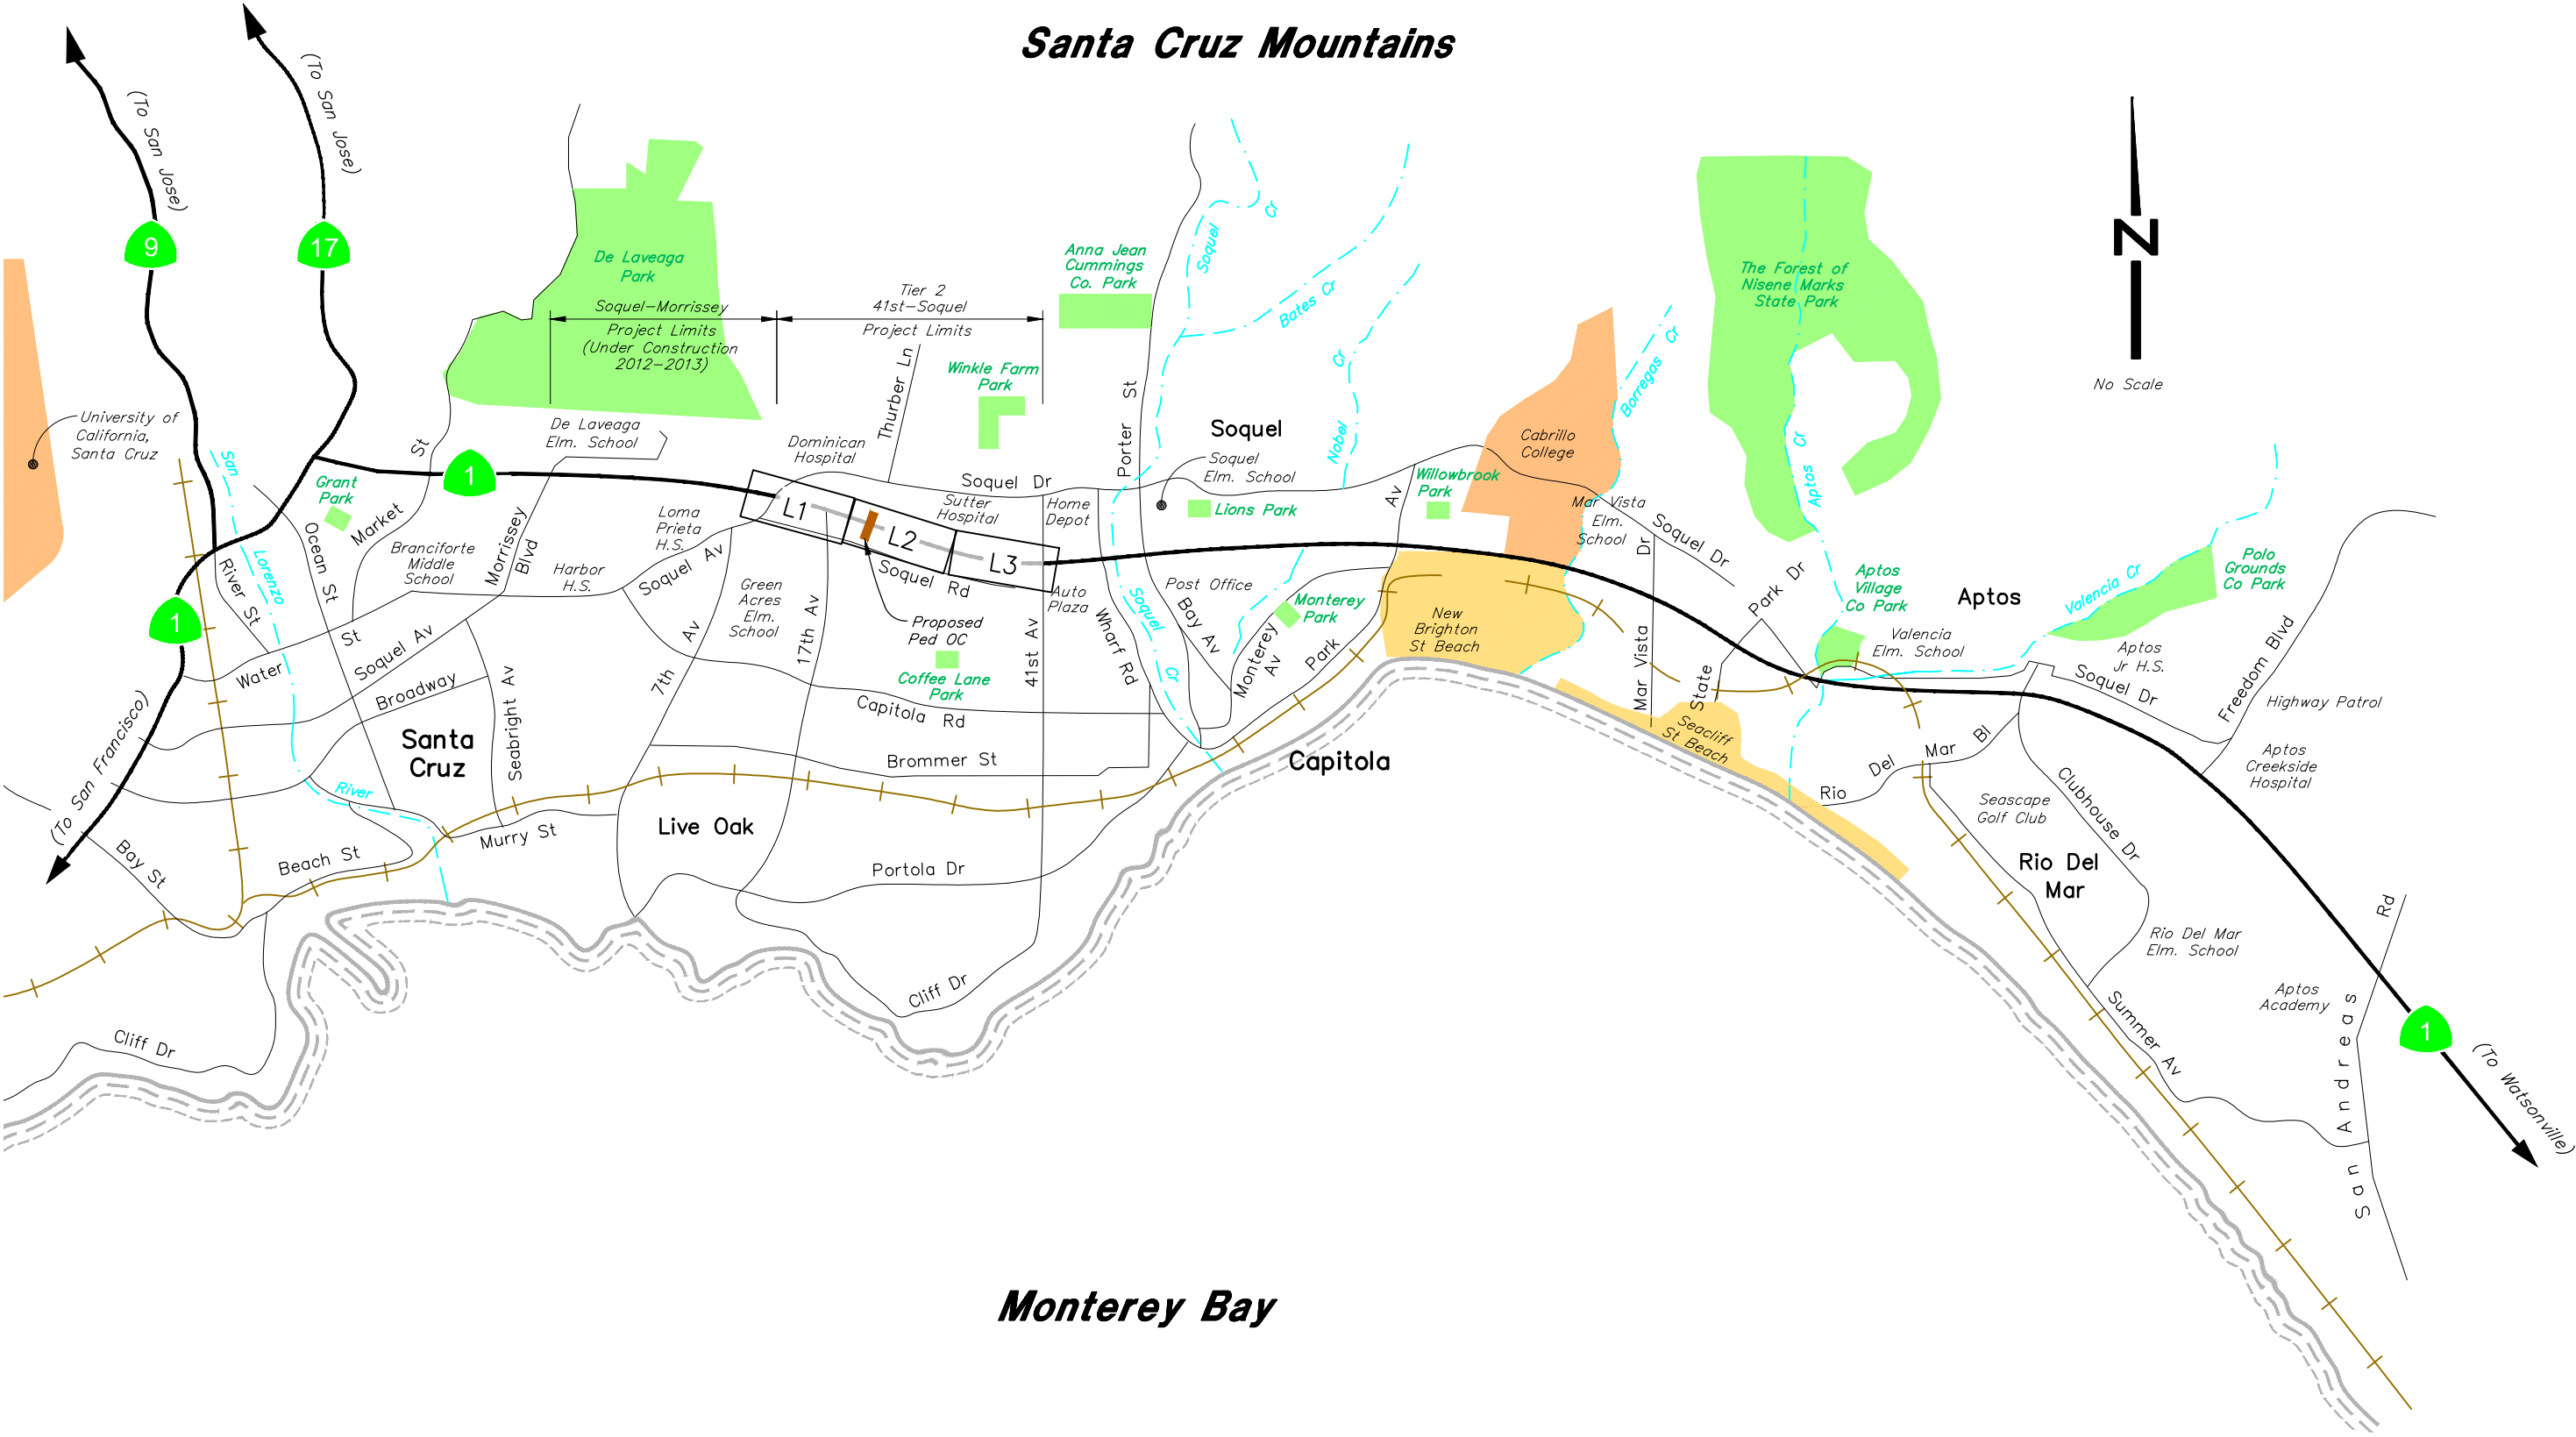 Santa Cruz Mountains
(To San Jose)
(To San Jose)
9
17
N
No Scale
De Laveaga
Park
Soquel-Morrissey
Project Limits
(Under Construction
2012-2013)
Tier 2
41st-Soquel
Project Limits
Anna Jean
Cummings
Co. Park
Soquel
Cr
Bates Cr
Nobel
Cr
The Forest of
Nisene Marks
State Park
Borregas
Cr
Aptos
Cr
Winkle Farm
Park
Thurber Ln
Porter St
University of
California,
Santa Cruz
San
Lorenzo
River
Grant
Park
Market
St
1
De Laveaga
Elm. School
Dominican
Hospital
Soquel Dr
Sutter
Hospital
Home
Depot
Soquel
Soquel
Elm. School
Lions Park
Willowbrook
Park
Cabrillo
College
Mar Vista
Elm.
School
Soquel Dr
L1
L2
L3
Loma
Prieta
H.S.
Soquel Av
Morrissey
Blvd
Branciforte
Middle
School
Harbor
H.S.
Green
Acres
Elm.
School
Soquel Rd
Proposed
Ped OC
Coffee Lane
Park
Auto
Plaza
41st Av
17th Av
7th Av
Wharf Rd
Soquel
Cr
Post Office
Bay Av
Monterey
Park
Monterey
Av
Park
Av
New
Brighton
St Beach
Mar Vista
Dr
State
Park Dr
Seacliff
St Beach
Aptos
Village
Co Park
Aptos
Valencia
Elm. School
Valencia Cr
Polo
Grounds
Co Park
Aptos
Jr H.S.
Soquel Dr
Freedom Blvd
Highway Patrol
Aptos
Creekside
Hospital
1
Ocean St
River St
Water
St
Soquel Av
Broadway
Seabright Av
Santa
Cruz
(To San Francisco)
Bay St
Beach St
Murry St
Live Oak
Capitola Rd
Brommer St
Portola Dr
Cliff Dr
Cliff Dr
Capitola
Rio
Del
Mar
Bl
Seascape
Golf Club
Clubhouse Dr
Rio Del
Mar
Rio Del Mar
Elm. School
Summer Av
Aptos
Academy
San Andreas
Rd
1
(To Watsonville)
Monterey Bay